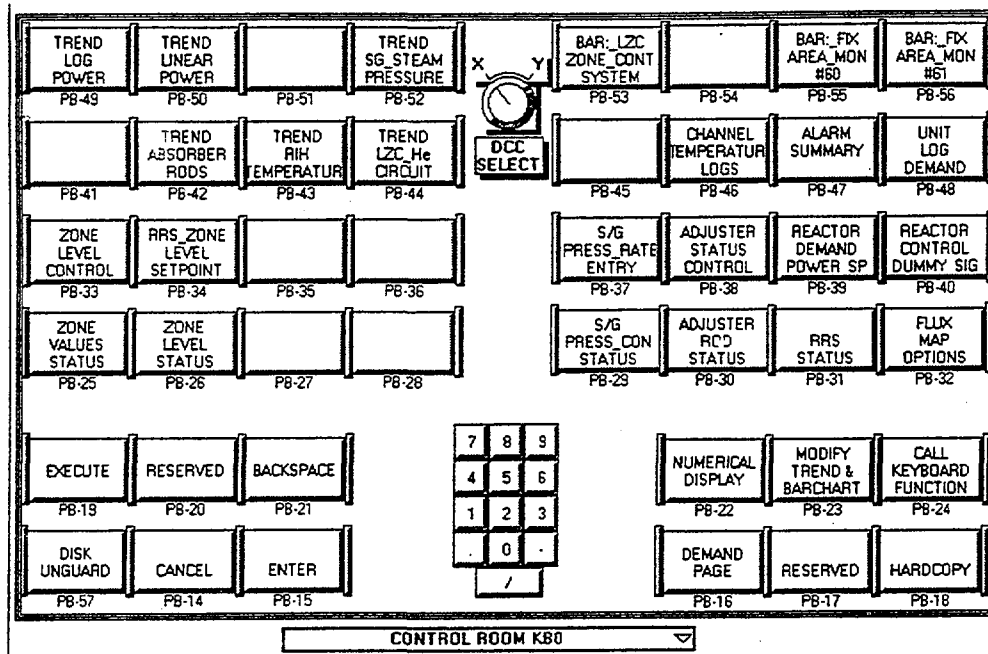 TREND
LOG
POWER
PB-49
TREND
LINEAR
POWER
PB-50
PB-51
TREND
SG_STEAM
PRESSURE
PB-52
X Y
DCC
SELECT
BAR:_LZC
ZONE_CONT
SYSTEM
PB-53
PB-54
BAR:_FIX
AREA_MON
#60
PB-55
BAR:_FIX
AREA_MON
#61
PB-56
PB-41
TREND
ABSORBER
RODS
PB-42
TREND
RIH
TEMPERATUR
PB-43
TREND
LZC_He
CIRCUIT
PB-44
PB-45
CHANNEL
TEMPERATUR
LOGS
PB-46
ALARM
SUMMARY
PB-47
UNIT
LOG
DEMAND
PB-48
ZONE
LEVEL
CONTROL
PB-33
RRS_ZONE
LEVEL
SETPOINT
PB-34
PB-35
PB-36
S/G
PRESS_RATE
ENTRY
PB-37
ADJUSTER
STATUS
CONTROL
PB-38
REACTOR
DEMAND
POWER SP
PB-39
REACTOR
CONTROL
DUMMY SIG
PB-40
ZONE
VALUES
STATUS
PB-25
ZONE
LEVEL
STATUS
PB-26
PB-27
PB-28
S/G
PRESS_CON
STATUS
PB-29
ADJUSTER
ROD
STATUS
PB-30
RRS
STATUS
PB-31
FLUX
MAP
OPTIONS
PB-32
EXECUTE
PB-19
RESERVED
PB-20
BACKSPACE
PB-21
7 8 9
4 5 6
1 2 3
. 0 -
/
NUMERICAL
DISPLAY
PB-22
MODIFY
TREND &
BARCHART
PB-23
CALL
KEYBOARD
FUNCTION
PB-24
DISK
UNGUARD
PB-57
CANCEL
PB-14
ENTER
PB-15
DEMAND
PAGE
PB-16
RESERVED
PB-17
HARDCOPY
PB-18
CONTROL ROOM KB0